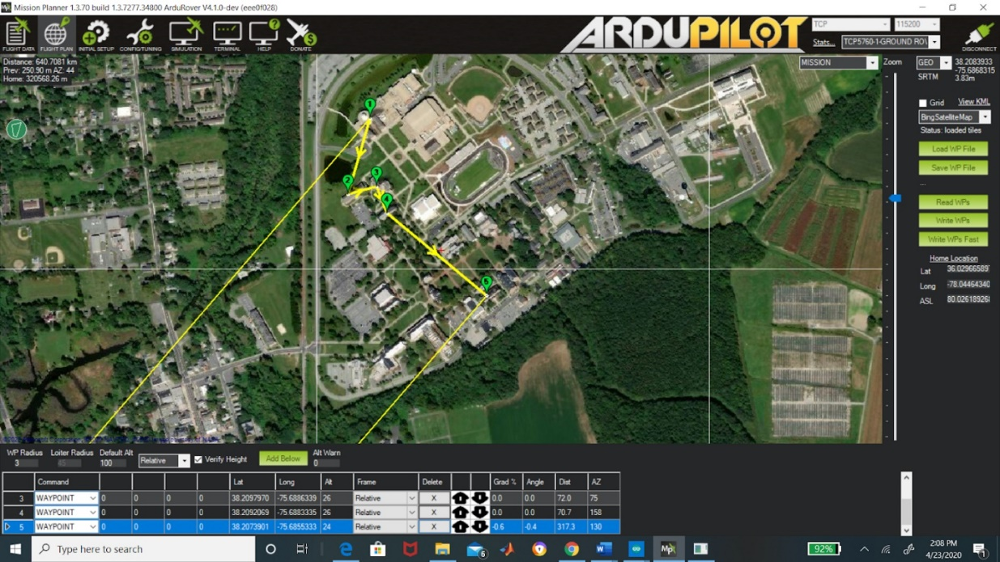 Mission Planner 1.3.70 build 1.3.7277.34800 ArduRover V4.1.0-dev (eee0f028)
FLIGHT DATA FLIGHT PLAN INITIAL SETUP CONFIG/TUNING SIMULATION TERMINAL HELP DONATE
ARDUPILOT
TCP 115200
Stats... TCP5760-1-GROUND ROV
DISCONNECT
Distance: 640.7081 km
Prev: 250.90 m AZ: 44
Home: 320568.26 m
MISSION
Zoom
GEO 38.2083933
-75.6868315
SRTM 3.83m
Grid View KML
BingSatelliteMap
Status: loaded tiles
Load WP File
Save WP File
...
Read WPs
Write WPs
Write WPs Fast
Home Location
Lat 36.02966589
Long -78.04464340
ASL 80.02618926
1
2
3
4
5
WP Radius Loiter Radius Default Alt
3 45 100 Relative Verify Height Add Below
Alt Warn
0
Command Lat Long Alt Frame Delete Grad % Angle Dist AZ
3 WAYPOINT 0 0 0 0 38.2097970 -75.6886339 26 Relative X 0.0 0.0 72.0 75
4 WAYPOINT 0 0 0 0 38.2092069 -75.6883335 26 Relative X 0.0 0.0 70.7 158
5 WAYPOINT 0 0 0 0 38.2073901 -75.6855333 24 Relative X -0.6 -0.4 317.3 130
Type here to search
6
92%
2:08 PM
4/23/2020
1